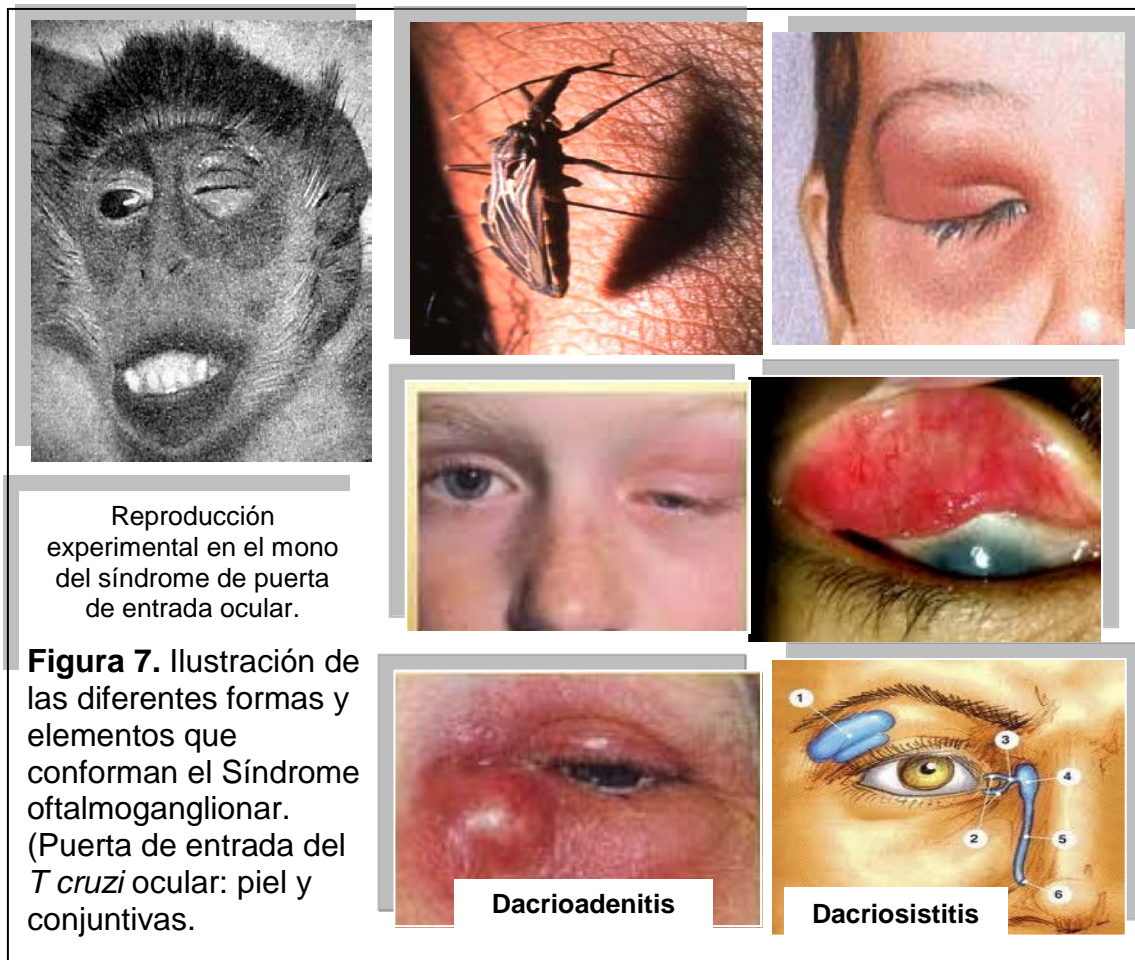 Reproducción
experimental en el mono
del síndrome de puerta
de entrada ocular.
Figura 7. Ilustración de
las diferentes formas y
elementos que
conforman el Síndrome
oftalmoganglionar.
(Puerta de entrada del
T cruzi ocular: piel y
conjuntivas.
Dacrioadenitis
1
3
4
2
5
6
Dacriosistitis